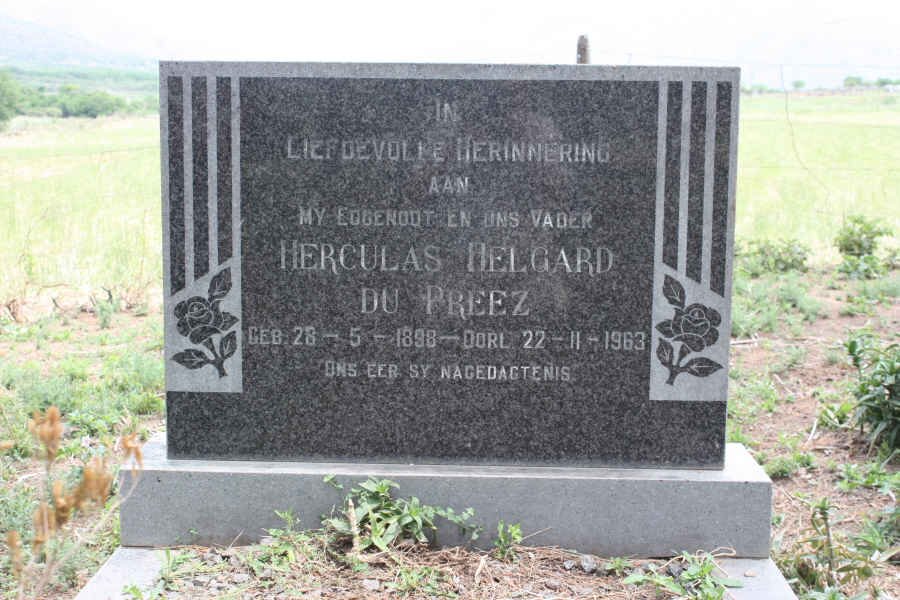 IN
LIEFDEVOLLE HERINNERING
AAN
MY EGGENOOT EN ONS VADER
HERCULAS HELGARD
DU PREEZ
GEB. 28-5-1898-OORL. 22-11-1963
ONS EER SY NAGEDAGTENIS.